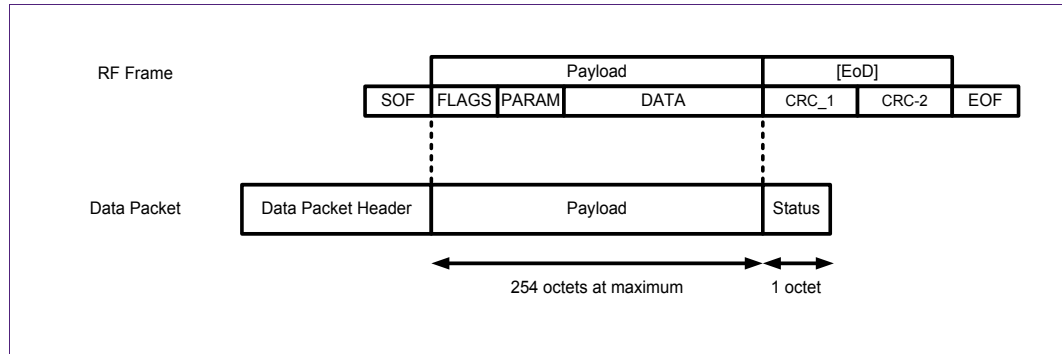 RF Frame
Payload
[EoD]
SOF
FLAGS
PARAM
DATA
CRC_1
CRC-2
EOF
Data Packet
Data Packet Header
Payload
Status
254 octets at maximum
1 octet